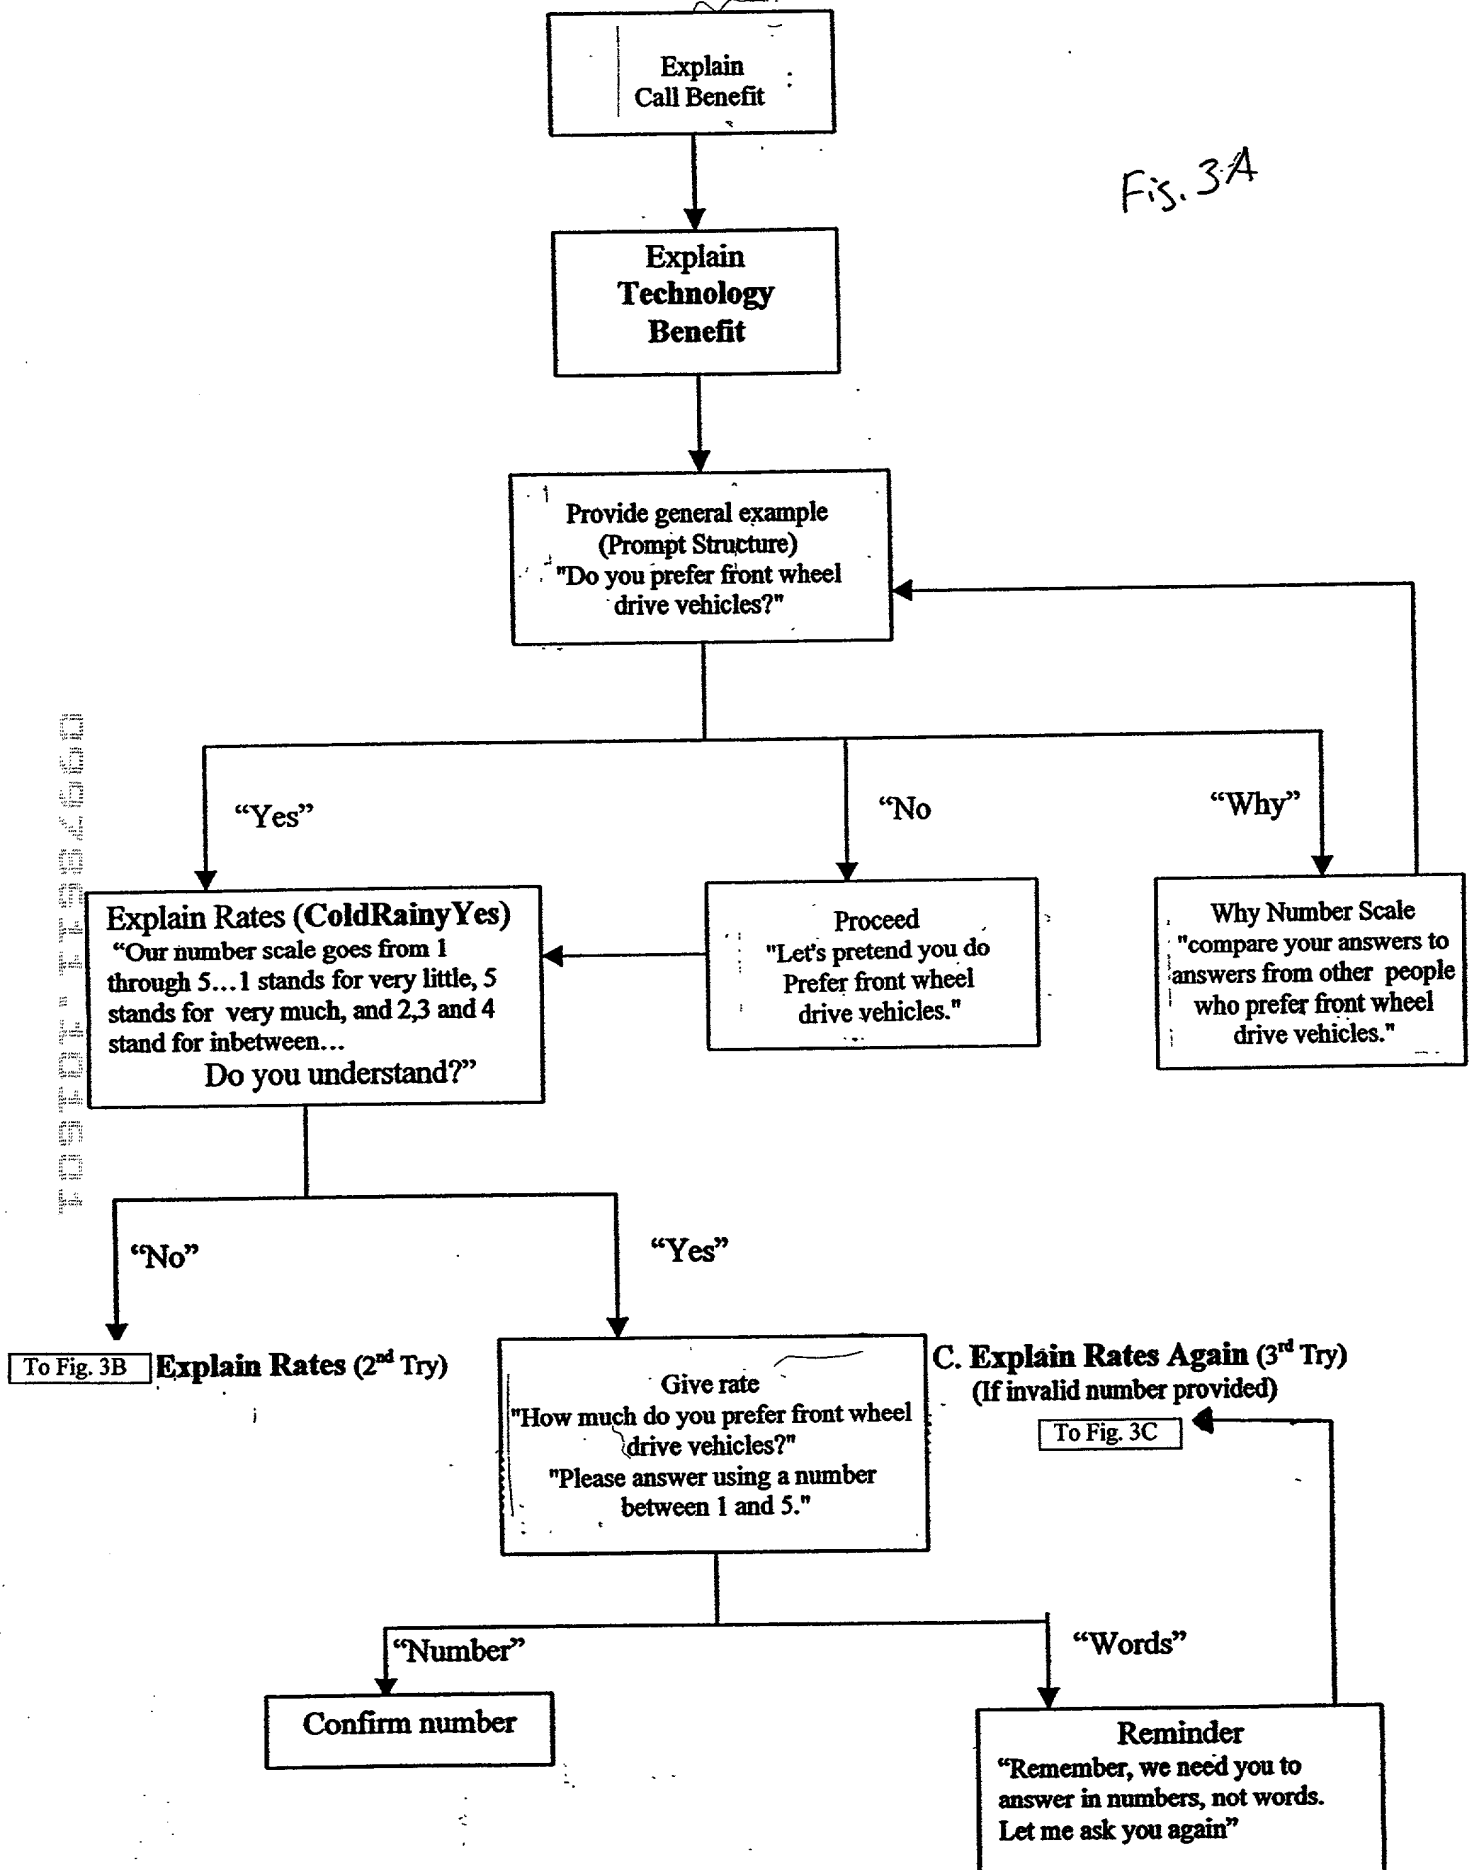 Explain
Call Benefit
Fig. 3A
Explain
Technology
Benefit
Provide general example
(Prompt Structure)
"Do you prefer front wheel
drive vehicles?"
“Yes”
“No
“Why”
Explain Rates (ColdRainyYes)
“Our number scale goes from 1
through 5…1 stands for very little, 5
stands for very much, and 2,3 and 4
stand for inbetween…
Do you understand?”
Proceed
"Let's pretend you do
Prefer front wheel
drive vehicles."
Why Number Scale
"compare your answers to
answers from other people
who prefer front wheel
drive vehicles."
“No”
“Yes”
To Fig. 3B
Explain Rates (2nd Try)
Give rate
"How much do you prefer front wheel
drive vehicles?"
"Please answer using a number
between 1 and 5."
C. Explain Rates Again (3rd Try)
(If invalid number provided)
To Fig. 3C
“Number”
“Words”
Confirm number
Reminder
“Remember, we need you to
answer in numbers, not words.
Let me ask you again”